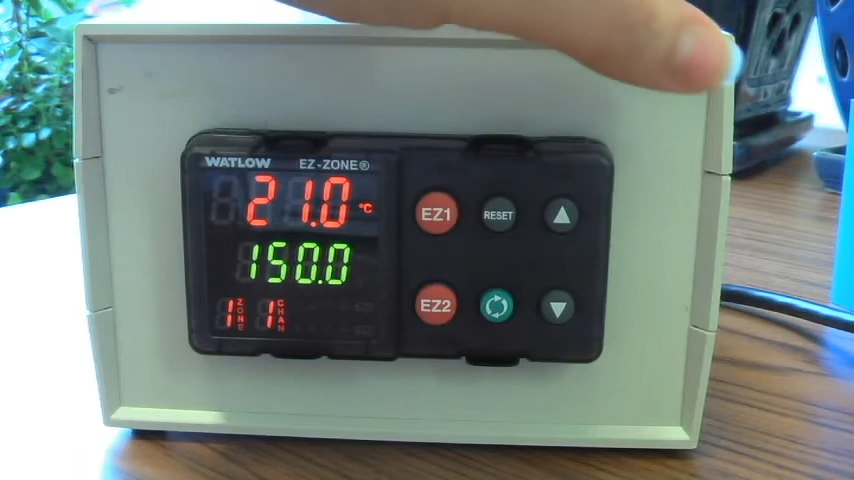 WATLOW EZ-ZONE®
21.0 °C
150.0
1 ZONE 1 CHAN
EZ1 RESET
EZ2